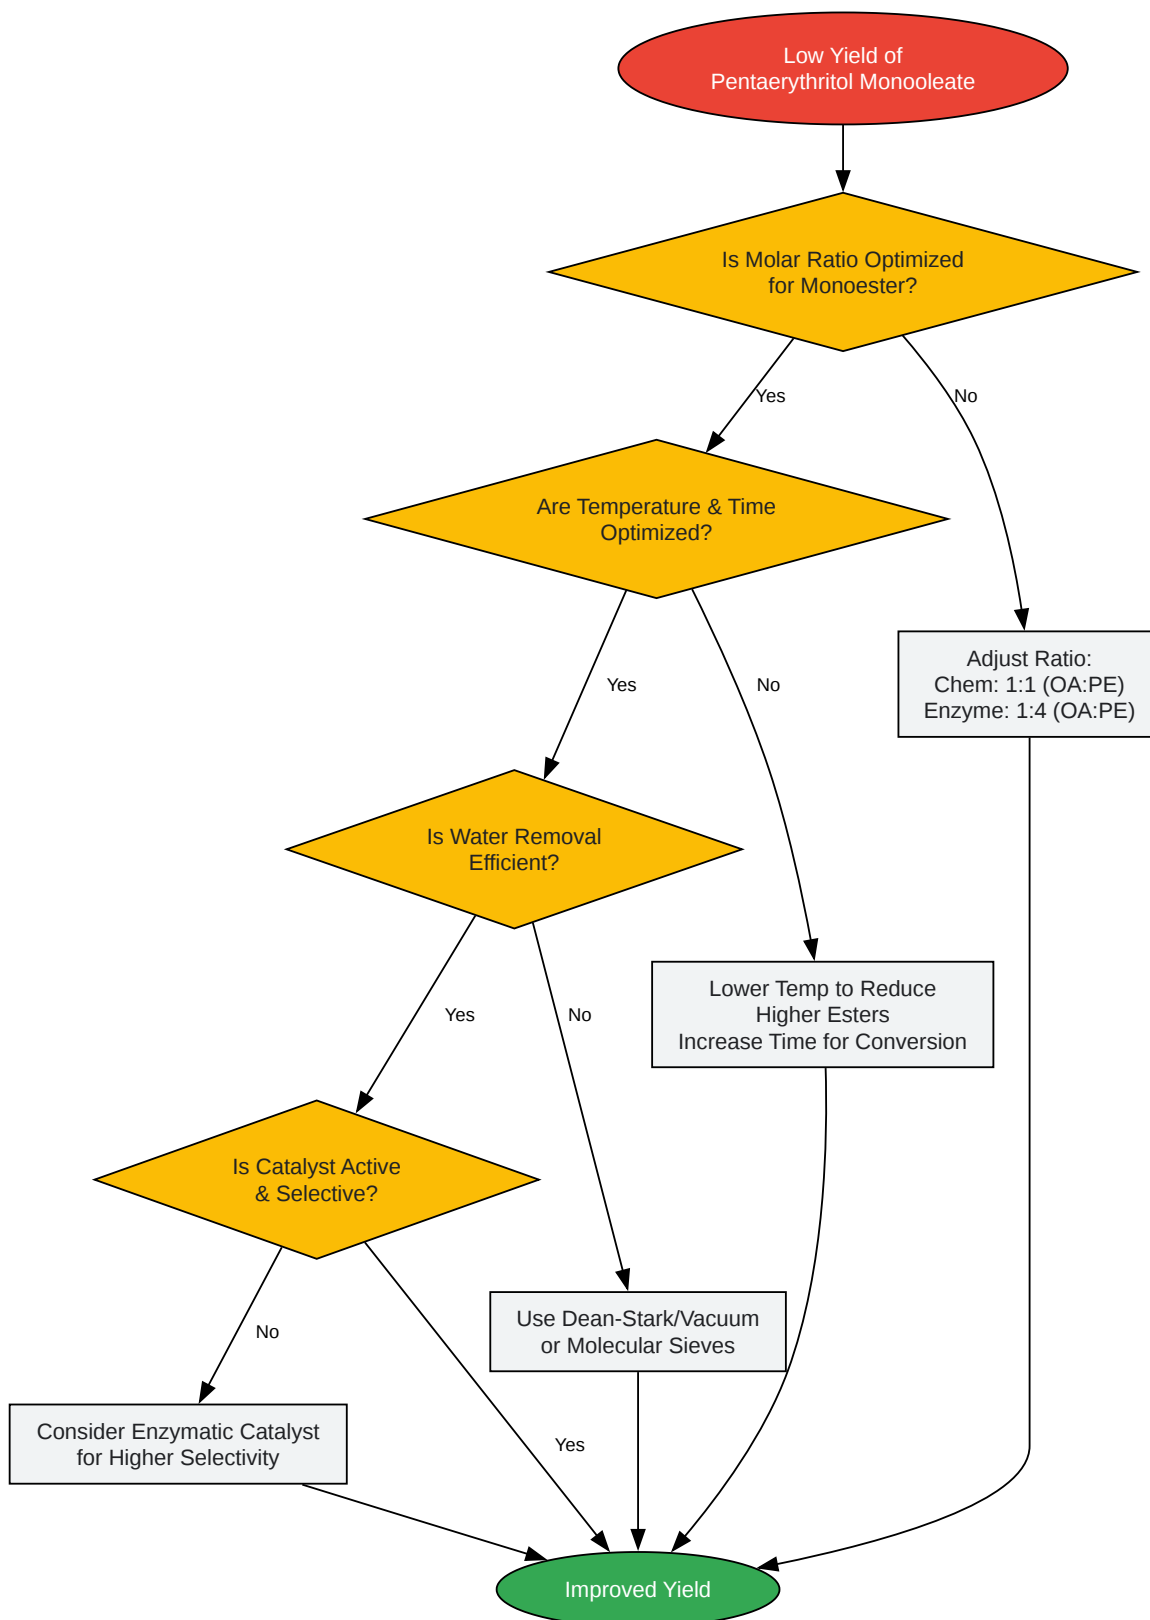 Low Yield of
Pentaerythritol Monooleate
Is Molar Ratio Optimized
for Monoester?
Yes
No
Are Temperature & Time
Optimized?
Adjust Ratio:
Chem: 1:1 (OA:PE)
Enzyme: 1:4 (OA:PE)
Yes
No
Is Water Removal
Efficient?
Lower Temp to Reduce
Higher Esters
Increase Time for Conversion
Yes
No
Is Catalyst Active
& Selective?
Use Dean-Stark/Vacuum
or Molecular Sieves
No
Yes
Consider Enzymatic Catalyst
for Higher Selectivity
Improved Yield